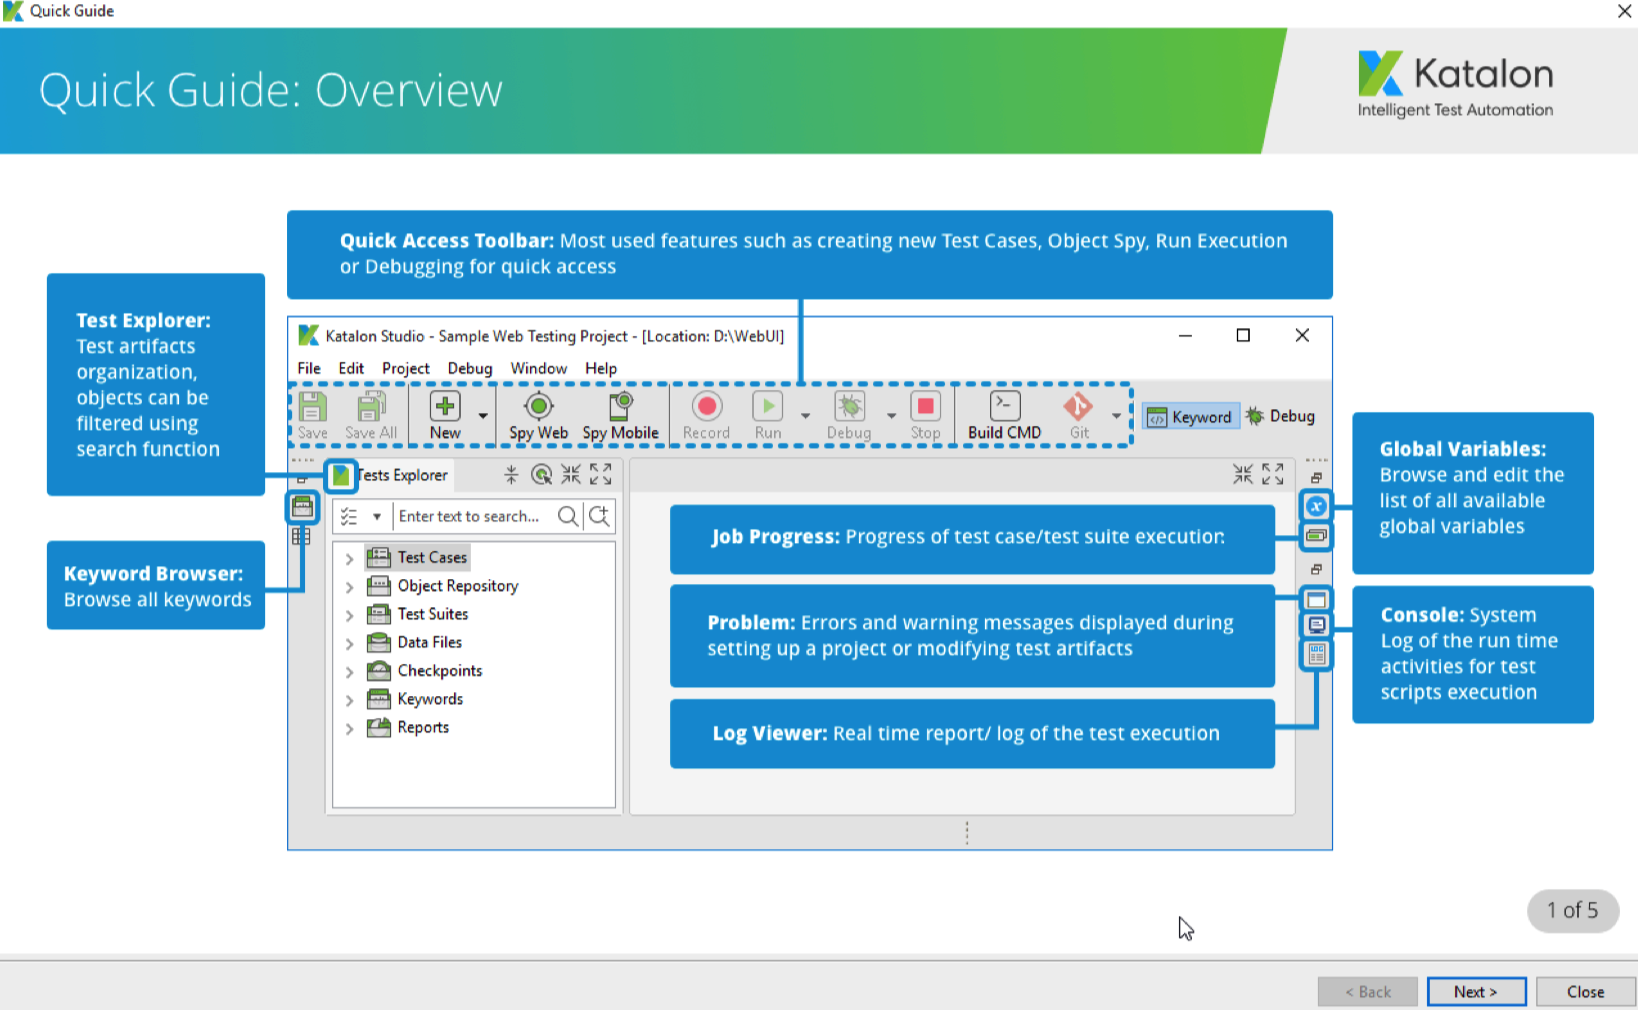 Quick Guide
Quick Guide: Overview
Katalon
Intelligent Test Automation
Quick Access Toolbar: Most used features such as creating new Test Cases, Object Spy, Run Execution
or Debugging for quick access
Test Explorer:
Test artifacts
organization,
objects can be
filtered using
search function
Keyword Browser:
Browse all keywords
Katalon Studio - Sample Web Testing Project - [Location: D:\WebUI]
File Edit Project Debug Window Help
Save Save All New Spy Web Spy Mobile Record Run Debug Stop Build CMD Git Keyword Debug
Tests Explorer
Enter text to search...
Test Cases
Object Repository
Test Suites
Data Files
Checkpoints
Keywords
Reports
Job Progress: Progress of test case/test suite execution
Problem: Errors and warning messages displayed during
setting up a project or modifying test artifacts
Log Viewer: Real time report/ log of the test execution
Global Variables:
Browse and edit the
list of all available
global variables
Console: System
Log of the run time
activities for test
scripts execution
1 of 5
< Back Next > Close